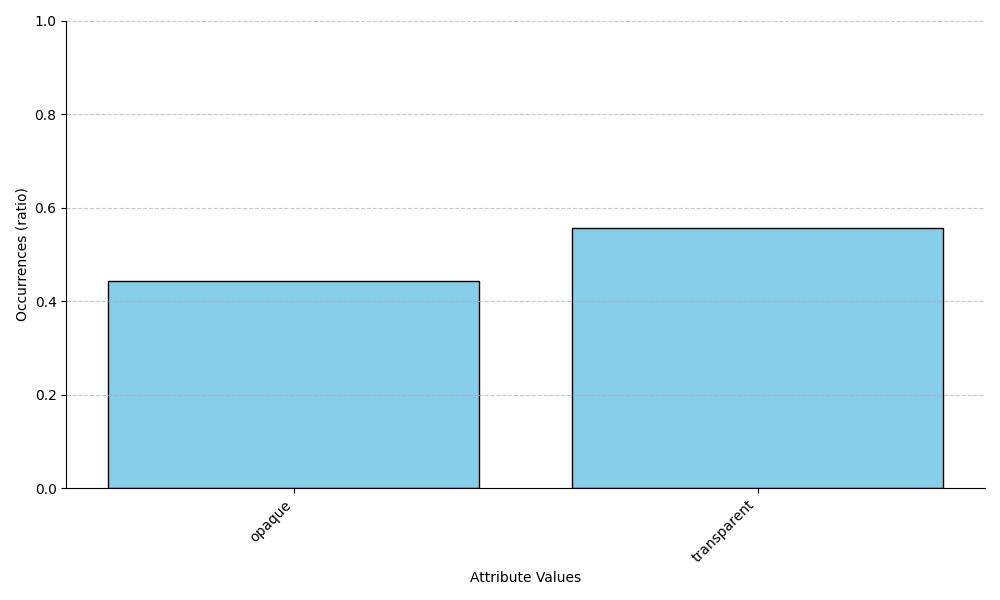 1.0
0.8
0.6
0.4
0.2
0.0
Occurrences (ratio)
opaque
transparent
Attribute Values